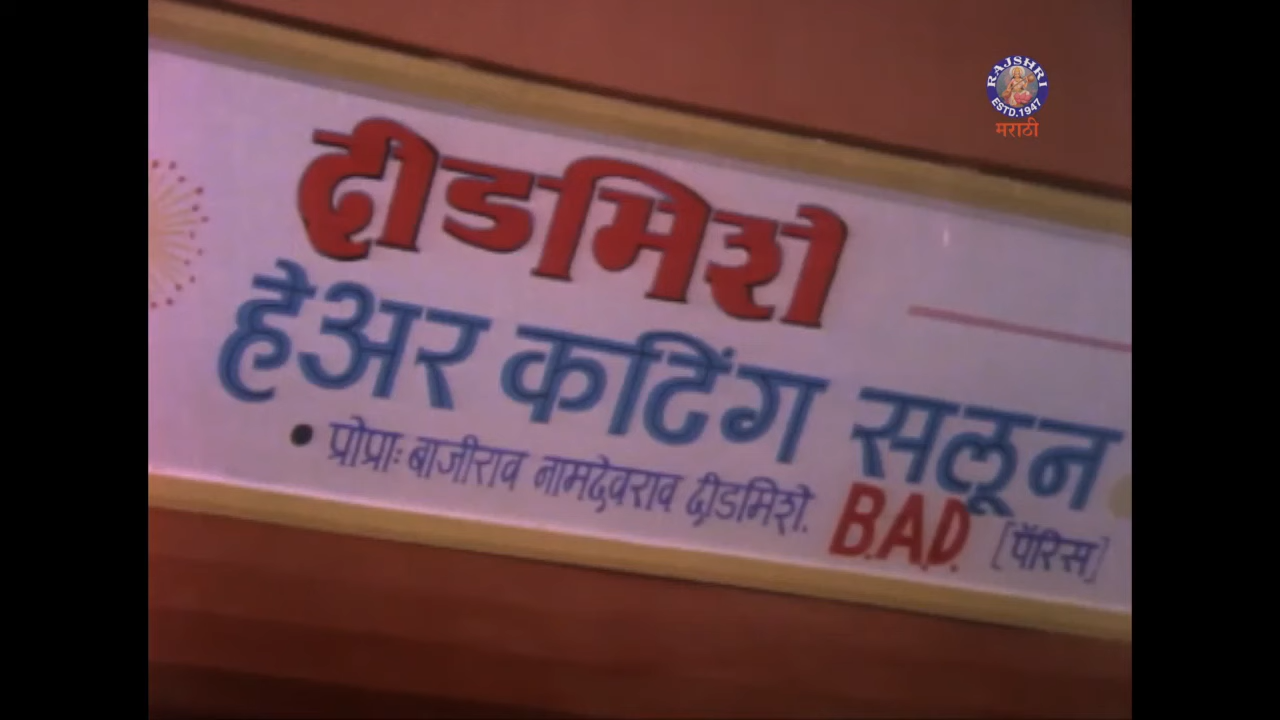 RAJSHRI
ESTD.1947
मराठी
दीडमिशे
हेअर कटिंग सलून
• प्रोप्राः बाजीराव नामदेवराव दीडमिशे. B.A.D. [पॅरिस]